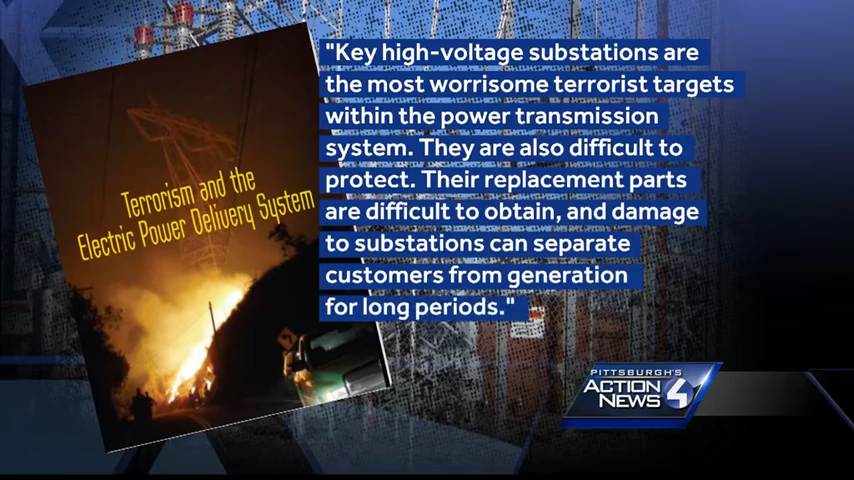 Terrorism and the
Electric Power Delivery System
"Key high-voltage substations are
the most worrisome terrorist targets
within the power transmission
system. They are also difficult to
protect. Their replacement parts
are difficult to obtain, and damage
to substations can separate
customers from generation
for long periods."
PITTSBURGH'S
ACTION
NEWS 4